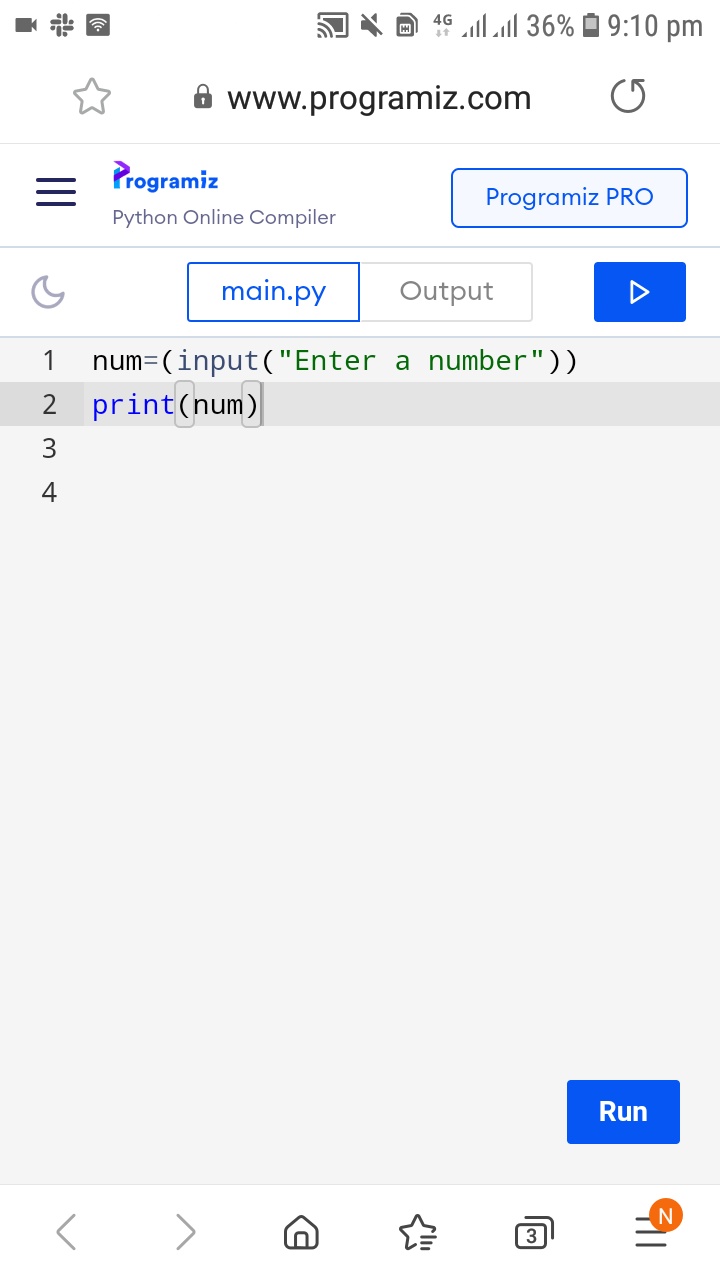 4G 36% 9:10 pm
www.programiz.com
Programiz
Python Online Compiler
Programiz PRO
main.py
Output
1 num=(input("Enter a number"))
2 print(num)
3
4
Run
3
N